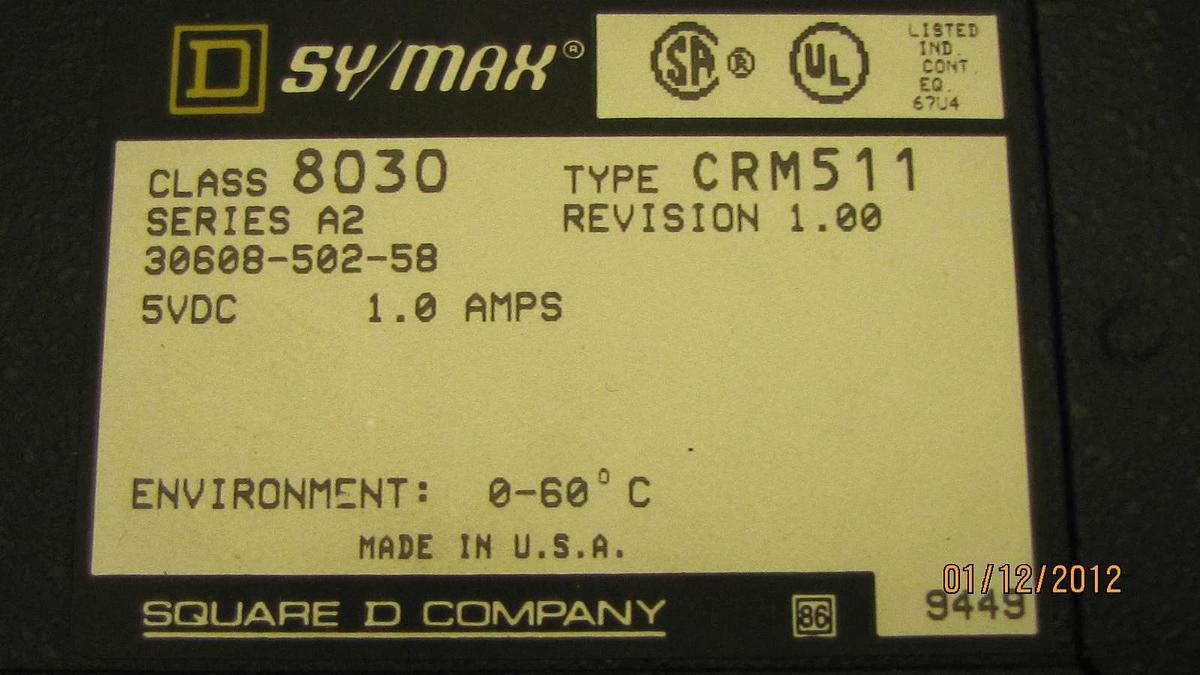 D SY/MAX®
SA ® UL
LISTED
IND.
CONT.
EQ.
67U4
CLASS 8030 TYPE CRM511
SERIES A2 REVISION 1.00
30608-502-58
5VDC 1.0 AMPS
ENVIRONMENT: 0-60°C
MADE IN U.S.A.
01/12/2012
SQUARE D COMPANY 86 9449